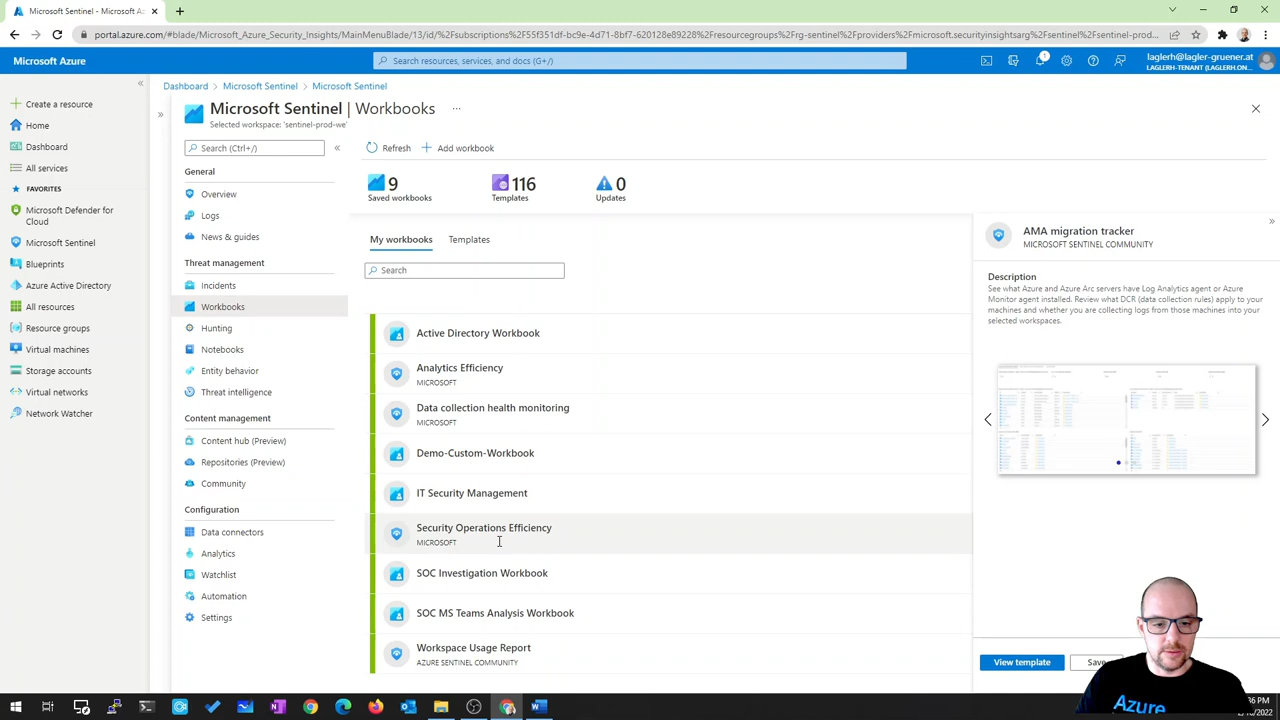 Microsoft Sentinel - Microsoft A
portal.azure.com/#blade/Microsoft_Azure_Security_Insights/MainMenuBlade/13/id/%2Fsubscriptions%2F55f351df-bc9e-4d71-8bf7-620128e89228%2Fresourcegroups%2Frg-sentinel%2Fproviders%2Fmicrosoft.securityinsightsarg%2Fsentinel%2Fsentinel-prod...
Microsoft Azure
Search resources, services, and docs (G+/)
1
laglerh@lagler-gruener.at
LAGLERH-TENANT (LAGLERH.ON...
Dashboard > Microsoft Sentinel > Microsoft Sentinel
Create a resource
Home
Dashboard
All services
FAVORITES
Microsoft Defender for Cloud
Microsoft Sentinel
Blueprints
Azure Active Directory
All resources
Resource groups
Virtual machines
Storage accounts
Virtual networks
Network Watcher
Microsoft Sentinel | Workbooks ...
Selected workspace: 'sentinel-prod-we'
Search (Ctrl+/)
General
Overview
Logs
News & guides
Threat management
Incidents
Workbooks
Hunting
Notebooks
Entity behavior
Threat intelligence
Content management
Content hub (Preview)
Repositories (Preview)
Community
Configuration
Data connectors
Analytics
Watchlist
Automation
Settings
Refresh
Add workbook
9
Saved workbooks
116
Templates
0
Updates
My workbooks
Templates
Search
Active Directory Workbook
Analytics Efficiency
MICROSOFT
Data collection health monitoring
MICROSOFT
Demo-Custom-Workbook
IT Security Management
Security Operations Efficiency
MICROSOFT
SOC Investigation Workbook
SOC MS Teams Analysis Workbook
Workspace Usage Report
AZURE SENTINEL COMMUNITY
AMA migration tracker
MICROSOFT SENTINEL COMMUNITY
Description
See what Azure and Azure Arc servers have Log Analytics agent or Azure
Monitor agent installed. Review what DCR (data collection rules) apply to your
machines and whether you are collecting logs from those machines into your
selected workspaces.
View template
Save
Azure